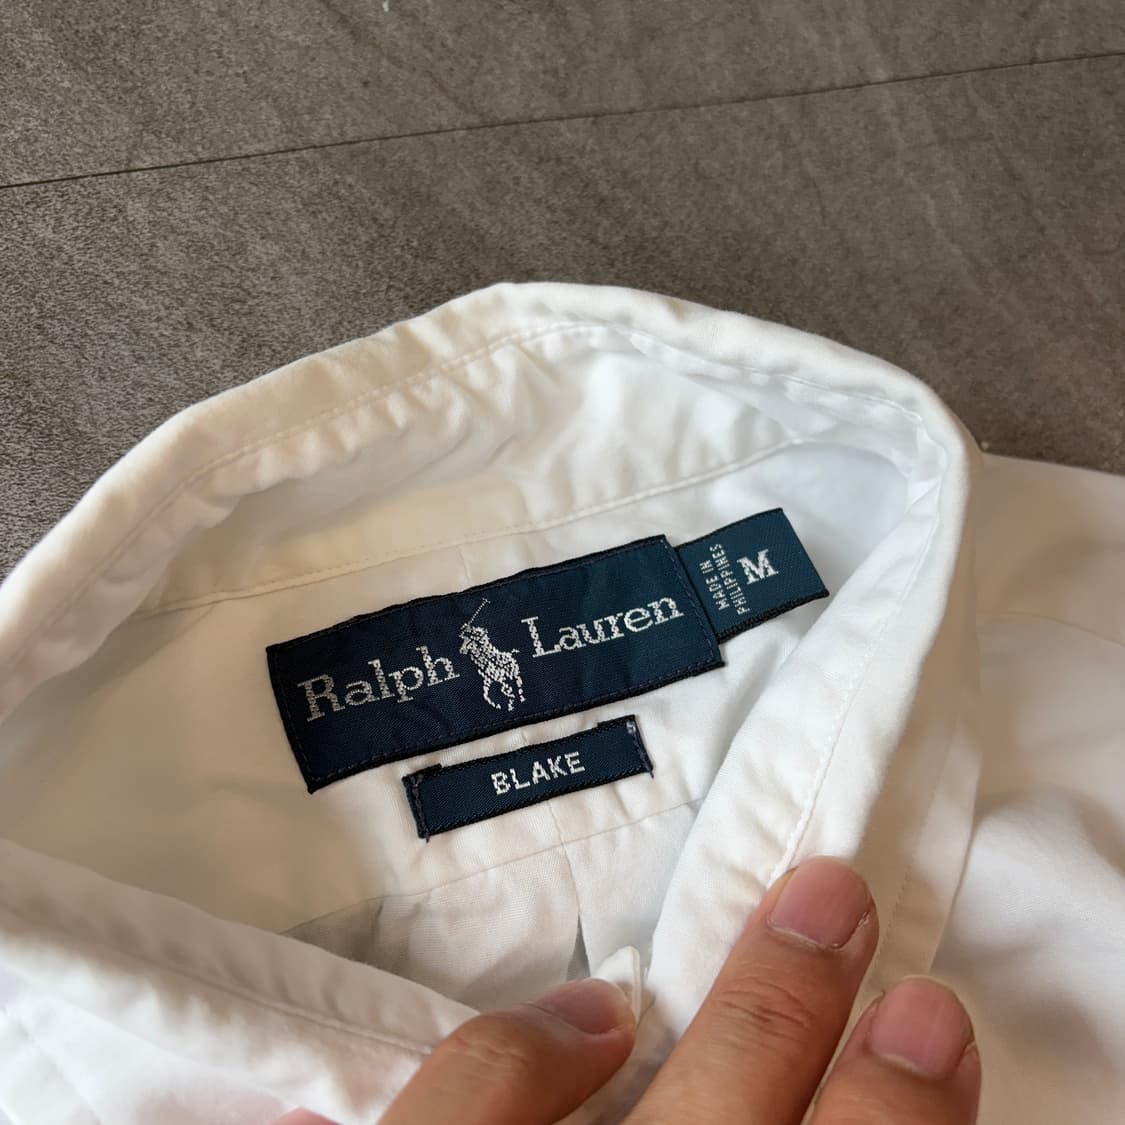 Ralph Lauren
MADE IN
PHILIPPINES
M
BLAKE